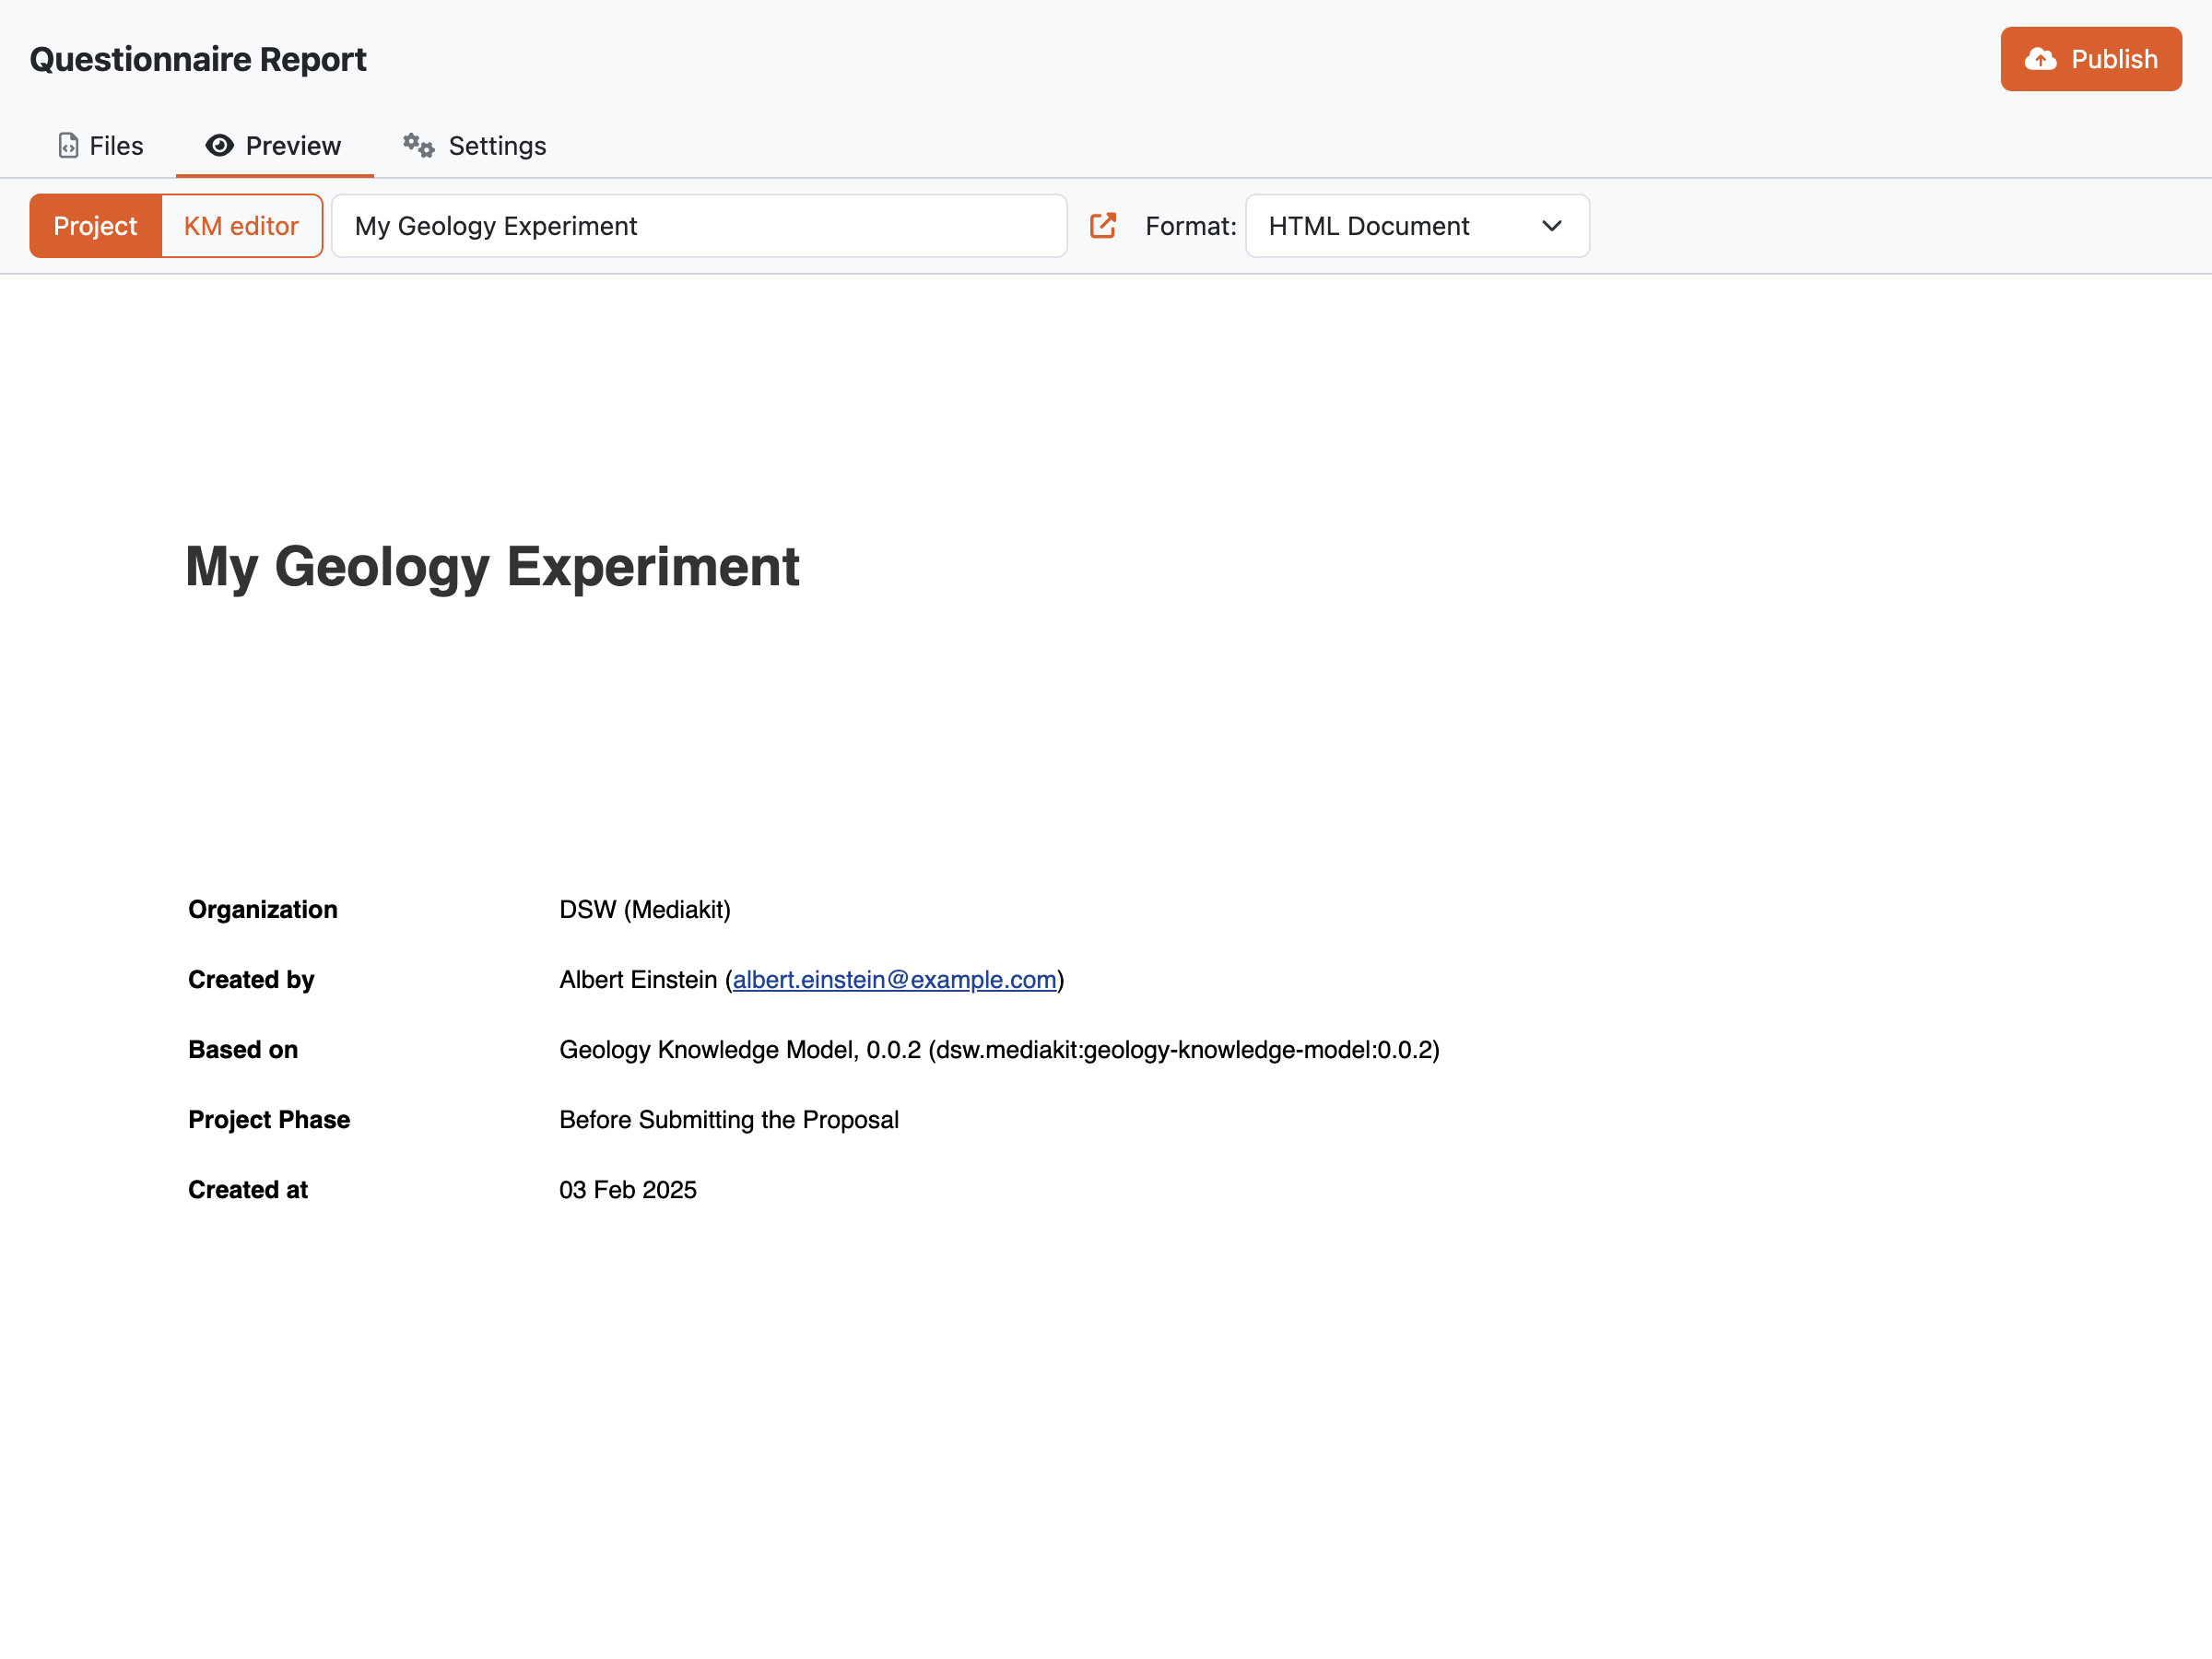 Questionnaire Report
Publish
Files
Preview
Settings
Project
KM editor
My Geology Experiment
Format:
HTML Document
My Geology Experiment
Organization DSW (Mediakit)
Created by Albert Einstein (albert.einstein@example.com)
Based on Geology Knowledge Model, 0.0.2 (dsw.mediakit:geology-knowledge-model:0.0.2)
Project Phase Before Submitting the Proposal
Created at 03 Feb 2025